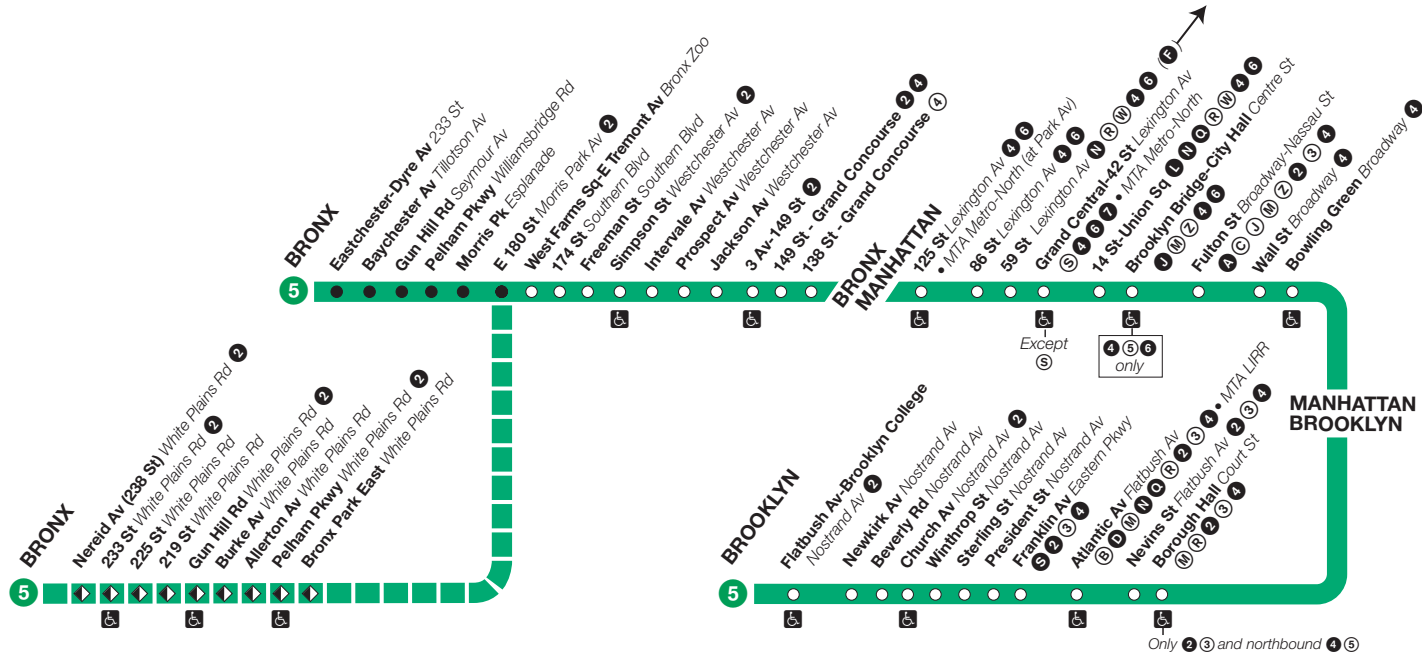 BRONX
5
Eastchester-Dyre Av 233 St
Baychester Av Tillotson Av
Gun Hill Rd Seymour Av
Pelham Pkwy Williamsbridge Rd
Morris Pk Esplanade
E 180 St Morris Park Av 2
West Farms Sq-E Tremont Av Bronx Zoo
174 St Southern Blvd
Freeman St Southern Blvd
Simpson St Westchester Av 2
Intervale Av Westchester Av
Prospect Av Westchester Av
Jackson Av Westchester Av
3 Av-149 St 2
149 St - Grand Concourse 2 4
138 St - Grand Concourse 4
BRONX
MANHATTAN
125 St Lexington Av 4 6
• MTA Metro-North (at Park Av)
86 St Lexington Av 4 6
59 St Lexington Av N R W 4 6 (F)
Grand Central-42 St Lexington Av
S 4 6 7 • MTA Metro-North
14 St-Union Sq L N Q R W 4 6
Brooklyn Bridge-City Hall Centre St
J M Z 4 6
Fulton St Broadway-Nassau St
A C J M Z 2 3 4
Wall St Broadway 4
Bowling Green Broadway 4
Except
S
4 5 6
only
MANHATTAN
BROOKLYN
BRONX
5
Nereid Av (238 St) White Plains Rd 2
233 St White Plains Rd 2
225 St White Plains Rd
219 St White Plains Rd
Gun Hill Rd White Plains Rd 2
Burke Av White Plains Rd
Allerton Av White Plains Rd
Pelham Pkwy White Plains Rd 2
Bronx Park East White Plains Rd
BROOKLYN
5
Flatbush Av-Brooklyn College
Nostrand Av 2
Newkirk Av Nostrand Av
Beverly Rd Nostrand Av
Church Av Nostrand Av 2
Winthrop St Nostrand Av
Sterling St Nostrand Av
President St Nostrand Av
Franklin Av Eastern Pkwy
S 2 3 4
Atlantic Av Flatbush Av
B D M N Q R 2 3 4 • MTA LIRR
Nevins St Flatbush Av 2 3 4
Borough Hall Court St
M R 2 3 4
Only 2 3 and northbound 4 5